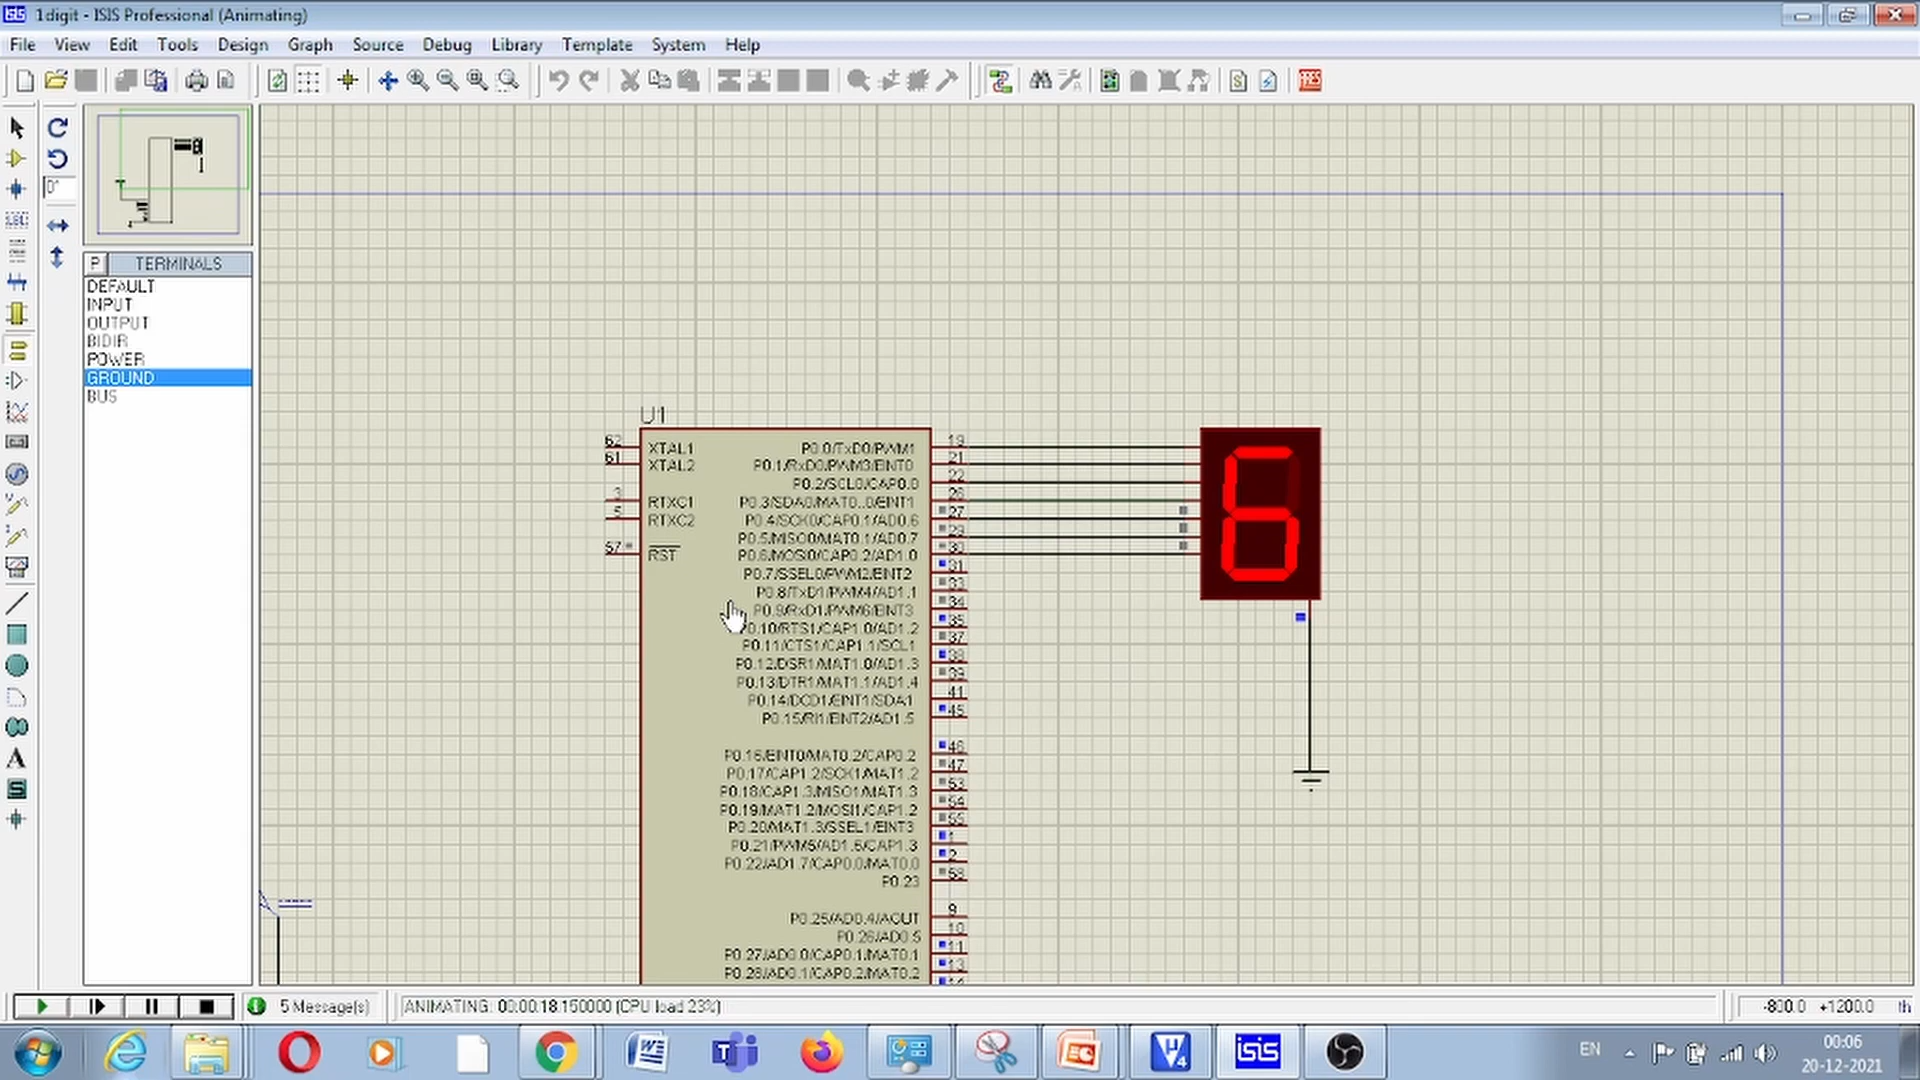 1digit - ISIS Professional (Animating)
File View Edit Tools Design Graph Source Debug Library Template System Help
0°
P TERMINALS
DEFAULT
INPUT
OUTPUT
BIDIR
POWER
GROUND
BUS
U1
62 XTAL1 P0.0/TxD0/PWM1 19
61 XTAL2 P0.1/RxD0/PWM3/EINT0 21
P0.2/SCL0/CAP0.0 22
3 RTXC1 P0.3/SDA0/MAT0..0/EINT1 26
5 RTXC2 P0.4/SCK0/CAP0.1/AD0.6 27
P0.5/MISO0/MAT0.1/AD0.7 29
57 RST P0.6/MOSI0/CAP0.2/AD1.0 30
P0.7/SSEL0/PWM2/EINT2 31
P0.8/TxD1/PWM4/AD1.1 33
P0.9/RxD1/PWM6/EINT3 34
P0.10/RTS1/CAP1.0/AD1.2 35
P0.11/CTS1/CAP1.1/SCL1 37
P0.12/DSR1/MAT1.0/AD1.3 38
P0.13/DTR1/MAT1.1/AD1.4 39
P0.14/DCD1/EINT1/SDA1 41
P0.15/RI1/EINT2/AD1.5 45
P0.16/EINT0/MAT0.2/CAP0.2 46
P0.17/CAP1.2/SCK1/MAT1.2 47
P0.18/CAP1.3/MISO1/MAT1.3 53
P0.19/MAT1.2/MOSI1/CAP1.2 54
P0.20/MAT1.3/SSEL1/EINT3 55
P0.21/PWM5/AD1.6/CAP1.3 1
P0.22/AD1.7/CAP0.0/MAT0.0 2
P0.23 58
P0.25/AD0.4/AOUT 9
P0.26/AD0.5 10
P0.27/AD0.0/CAP0.1/MAT0.1 11
P0.28/AD0.1/CAP0.2/MAT0.2 13
6
5 Message(s) ANIMATING: 00:00:18.150000 (CPU load 23%) -800.0 +1200.0 th
isis
EN 00:06
20-12-2021